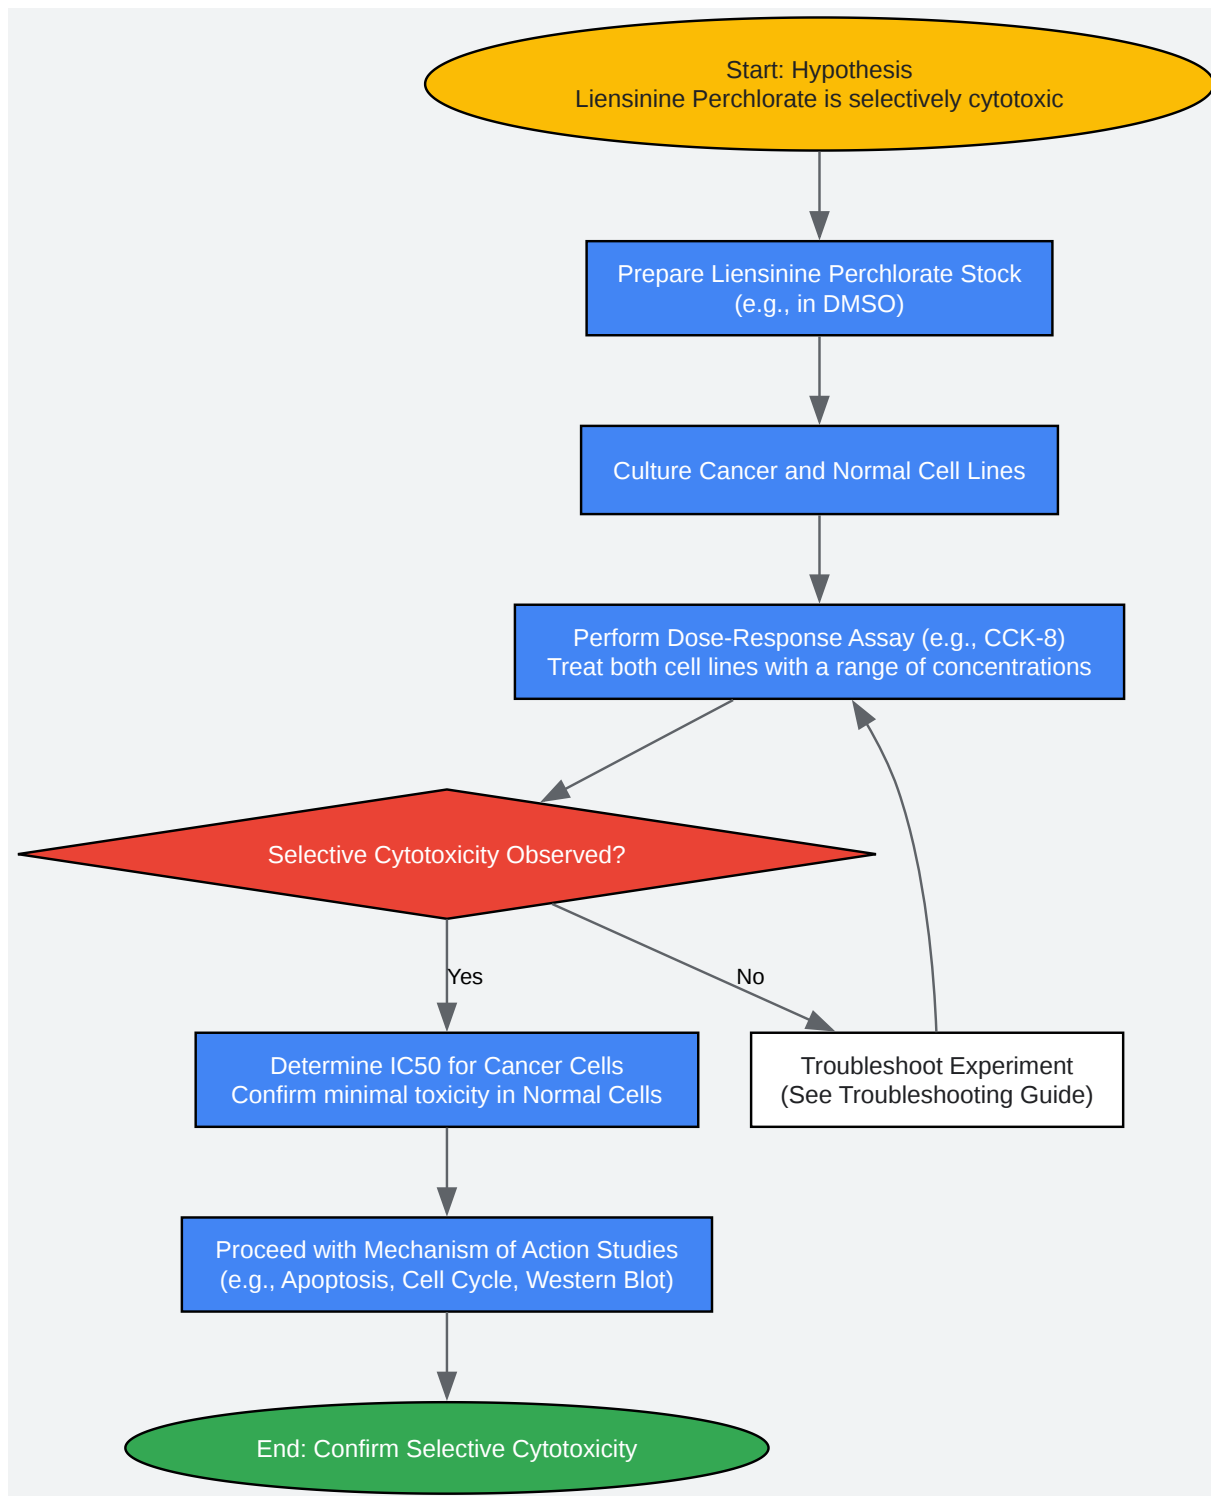 Start: Hypothesis
Liensinine Perchlorate is selectively cytotoxic
Prepare Liensinine Perchlorate Stock
(e.g., in DMSO)
Culture Cancer and Normal Cell Lines
Perform Dose-Response Assay (e.g., CCK-8)
Treat both cell lines with a range of concentrations
Selective Cytotoxicity Observed?
Yes
No
Determine IC50 for Cancer Cells
Confirm minimal toxicity in Normal Cells
Troubleshoot Experiment
(See Troubleshooting Guide)
Proceed with Mechanism of Action Studies
(e.g., Apoptosis, Cell Cycle, Western Blot)
End: Confirm Selective Cytotoxicity